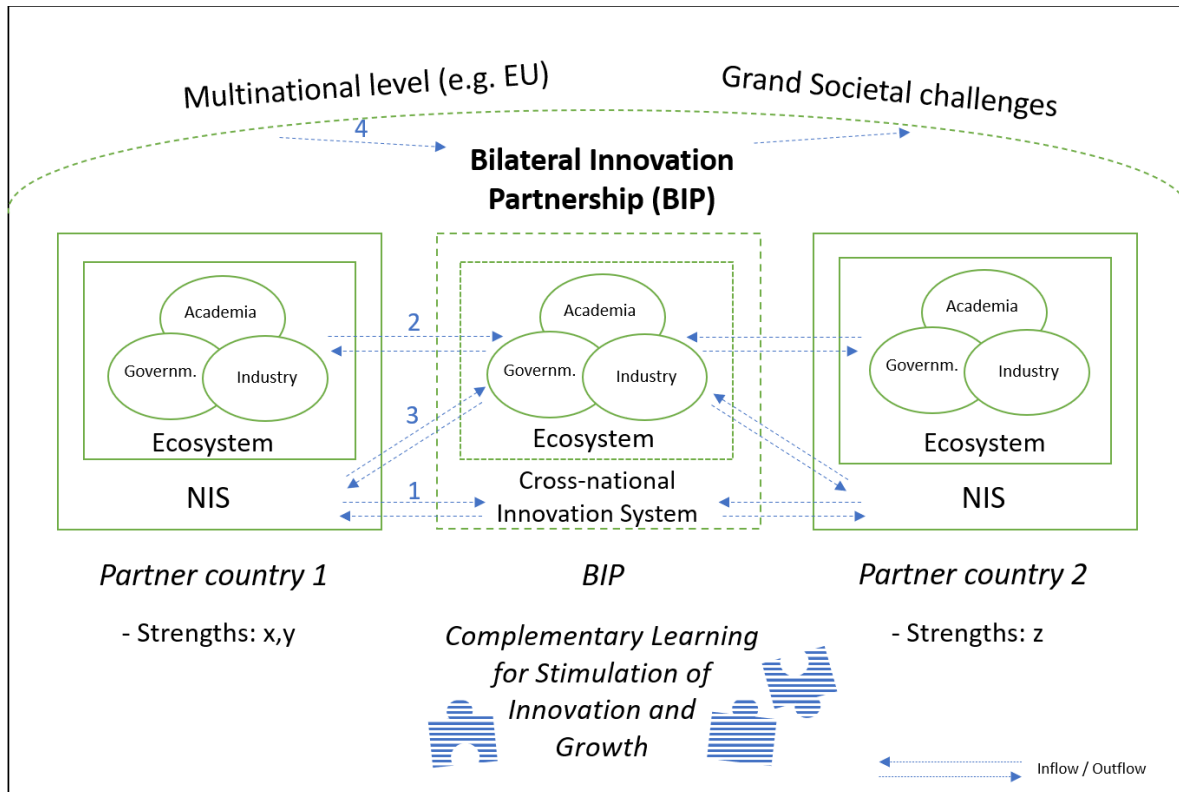 Multinational level (e.g. EU)
Grand Societal challenges
4
Bilateral Innovation
Partnership (BIP)
Academia
Governm.
Industry
Ecosystem
NIS
2
3
1
Academia
Governm.
Industry
Ecosystem
Cross-national
Innovation System
Academia
Governm.
Industry
Ecosystem
NIS
Partner country 1
BIP
Partner country 2
- Strengths: x,y
Complementary Learning
for Stimulation of
Innovation and
Growth
- Strengths: z
Inflow / Outflow